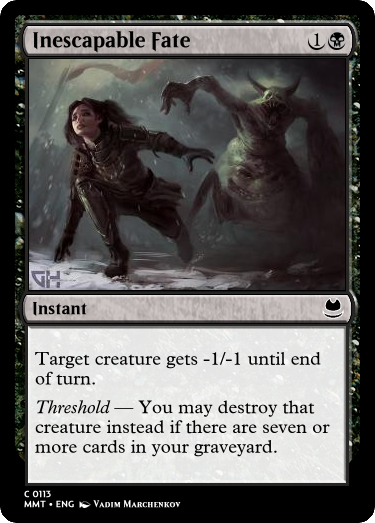 Inescapable Fate 1
GH
Instant
Target creature gets -1/-1 until end
of turn.
Threshold — You may destroy that
creature instead if there are seven or
more cards in your graveyard.
C 0113
MMT • ENG Vadim Marchenkov